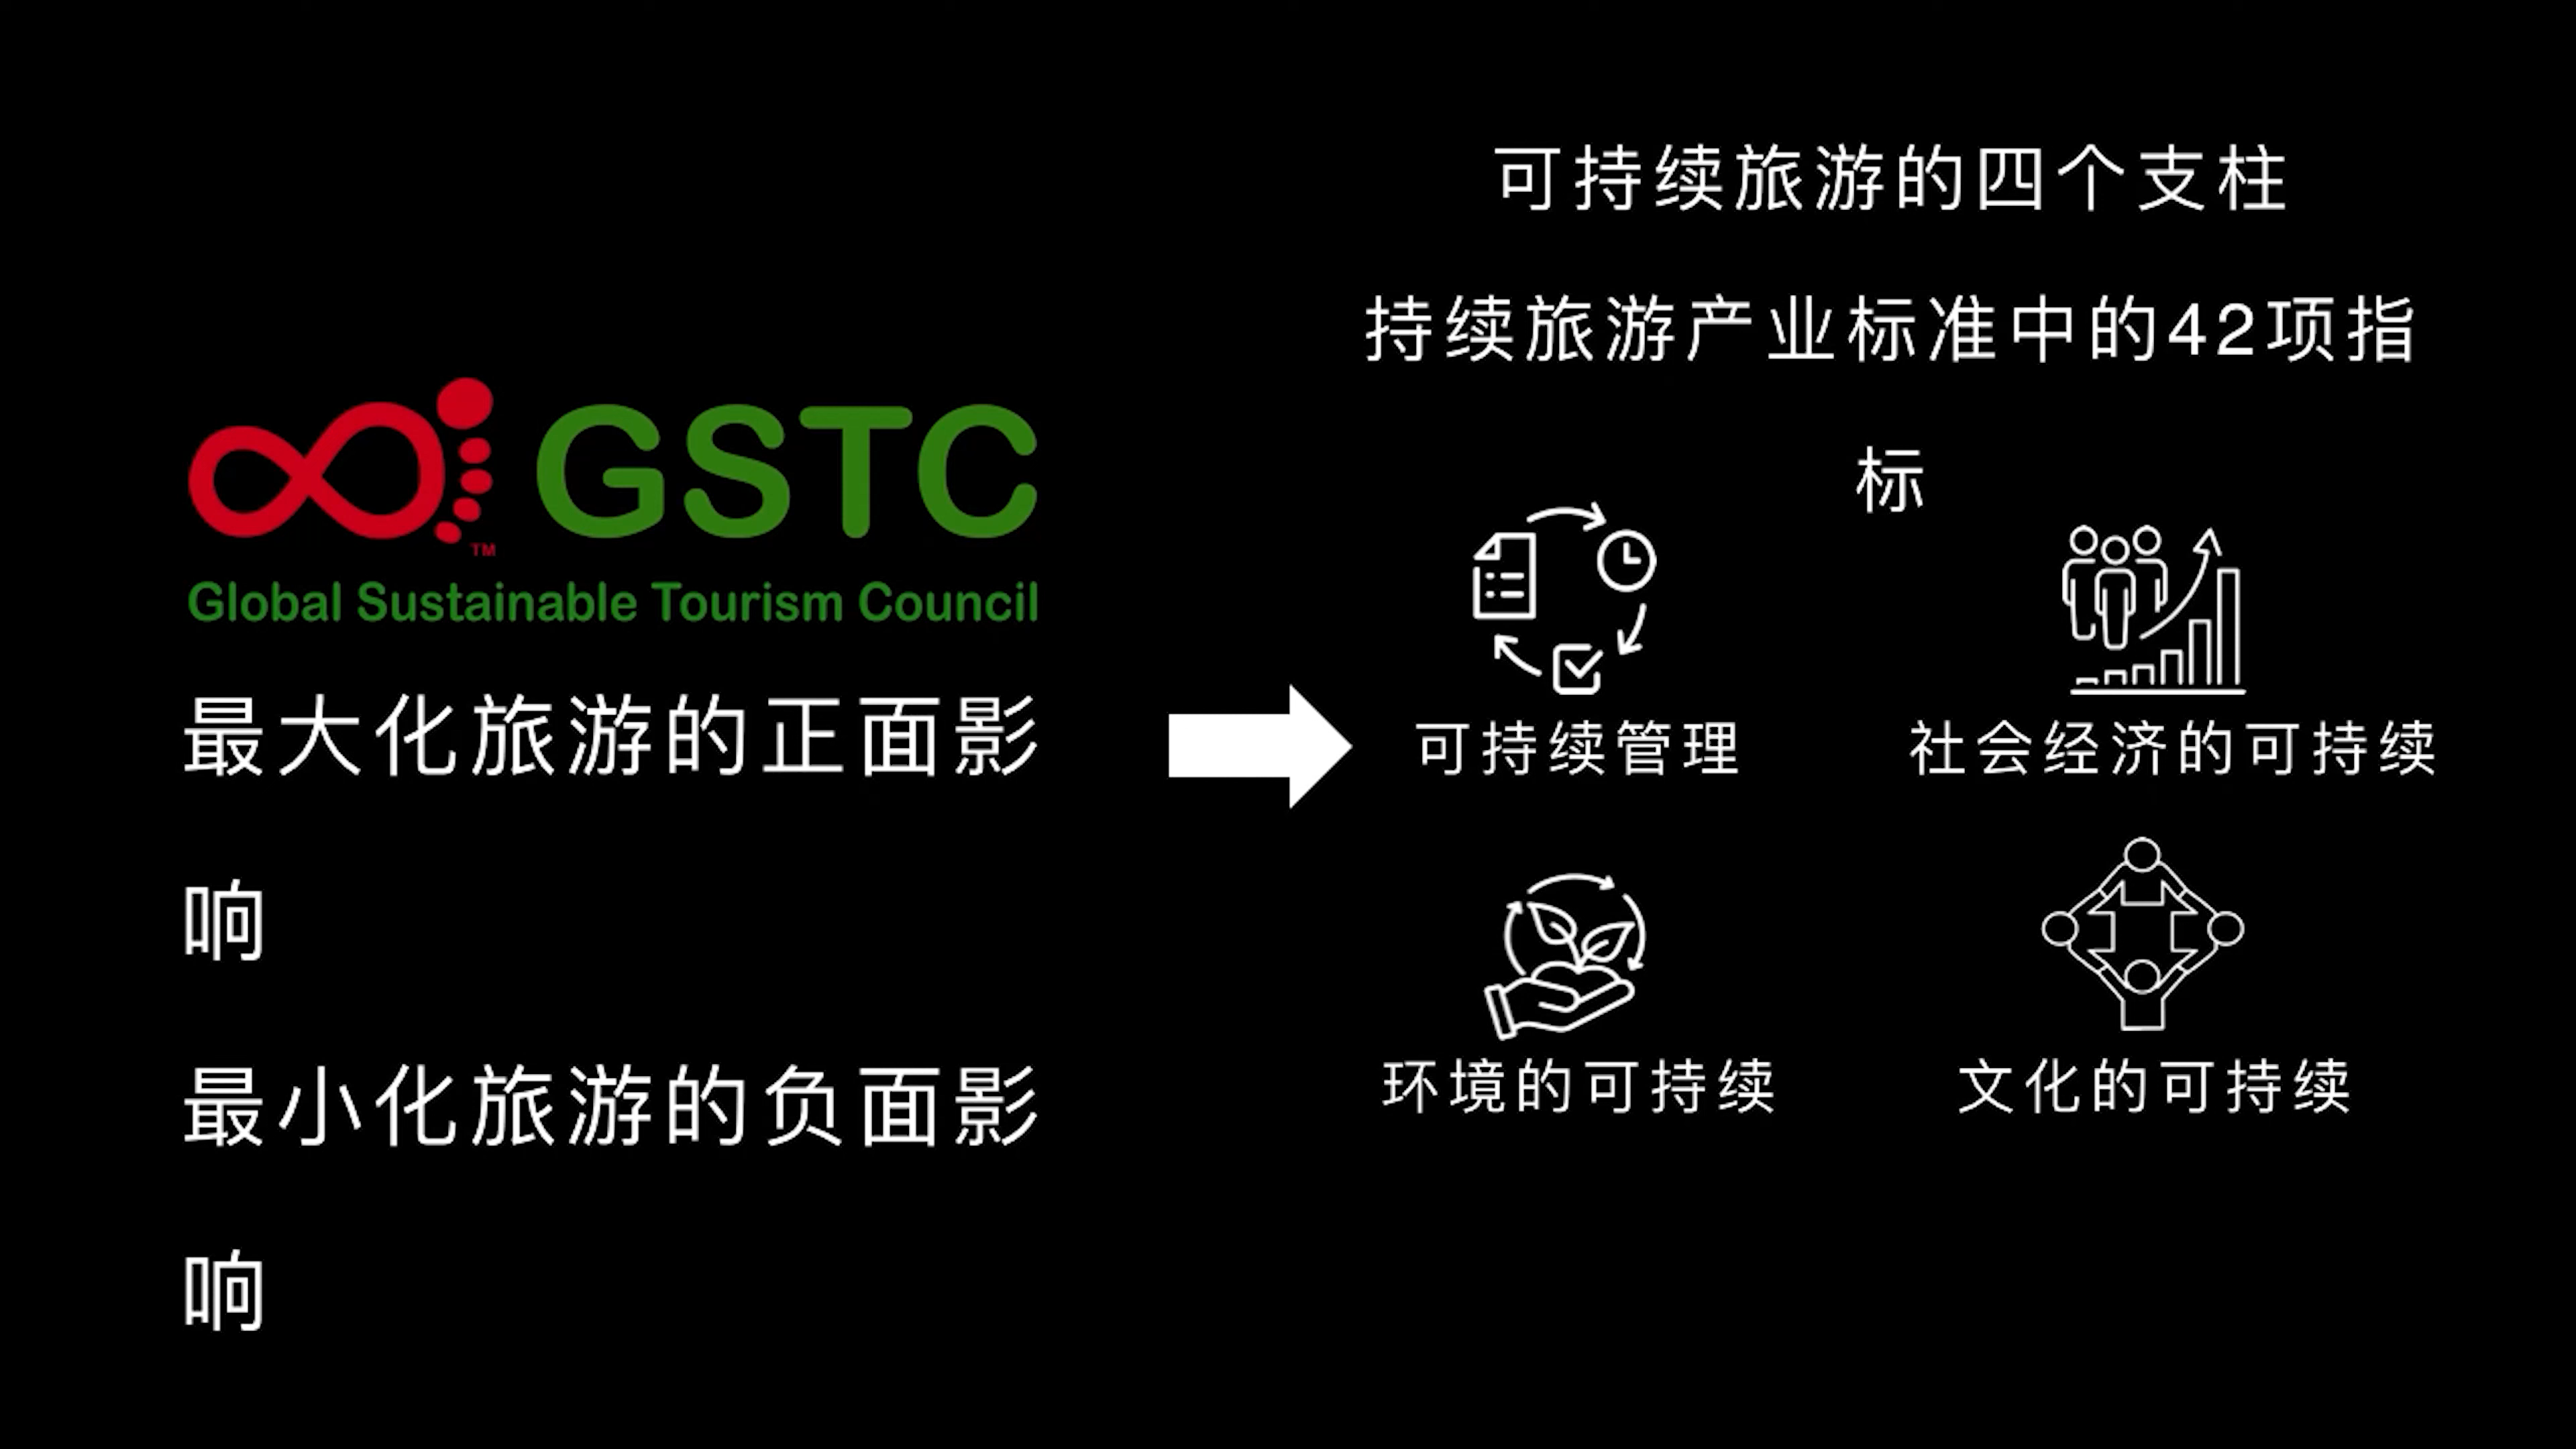 GSTC
TM
Global Sustainable Tourism Council
最大化旅游的正面影
响
最小化旅游的负面影
响
可持续旅游的四个支柱
持续旅游产业标准中的42项指
标
可持续管理
社会经济的可持续
环境的可持续
文化的可持续